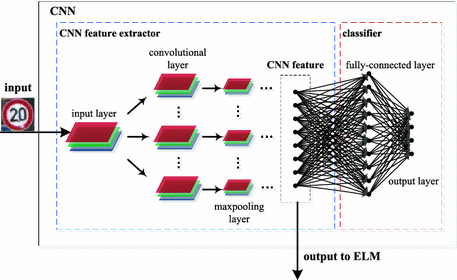 CNN
CNN feature extractor
classifier
convolutional
layer
CNN feature
fully-connected layer
input
20
input layer
output layer
maxpooling
layer
output to ELM